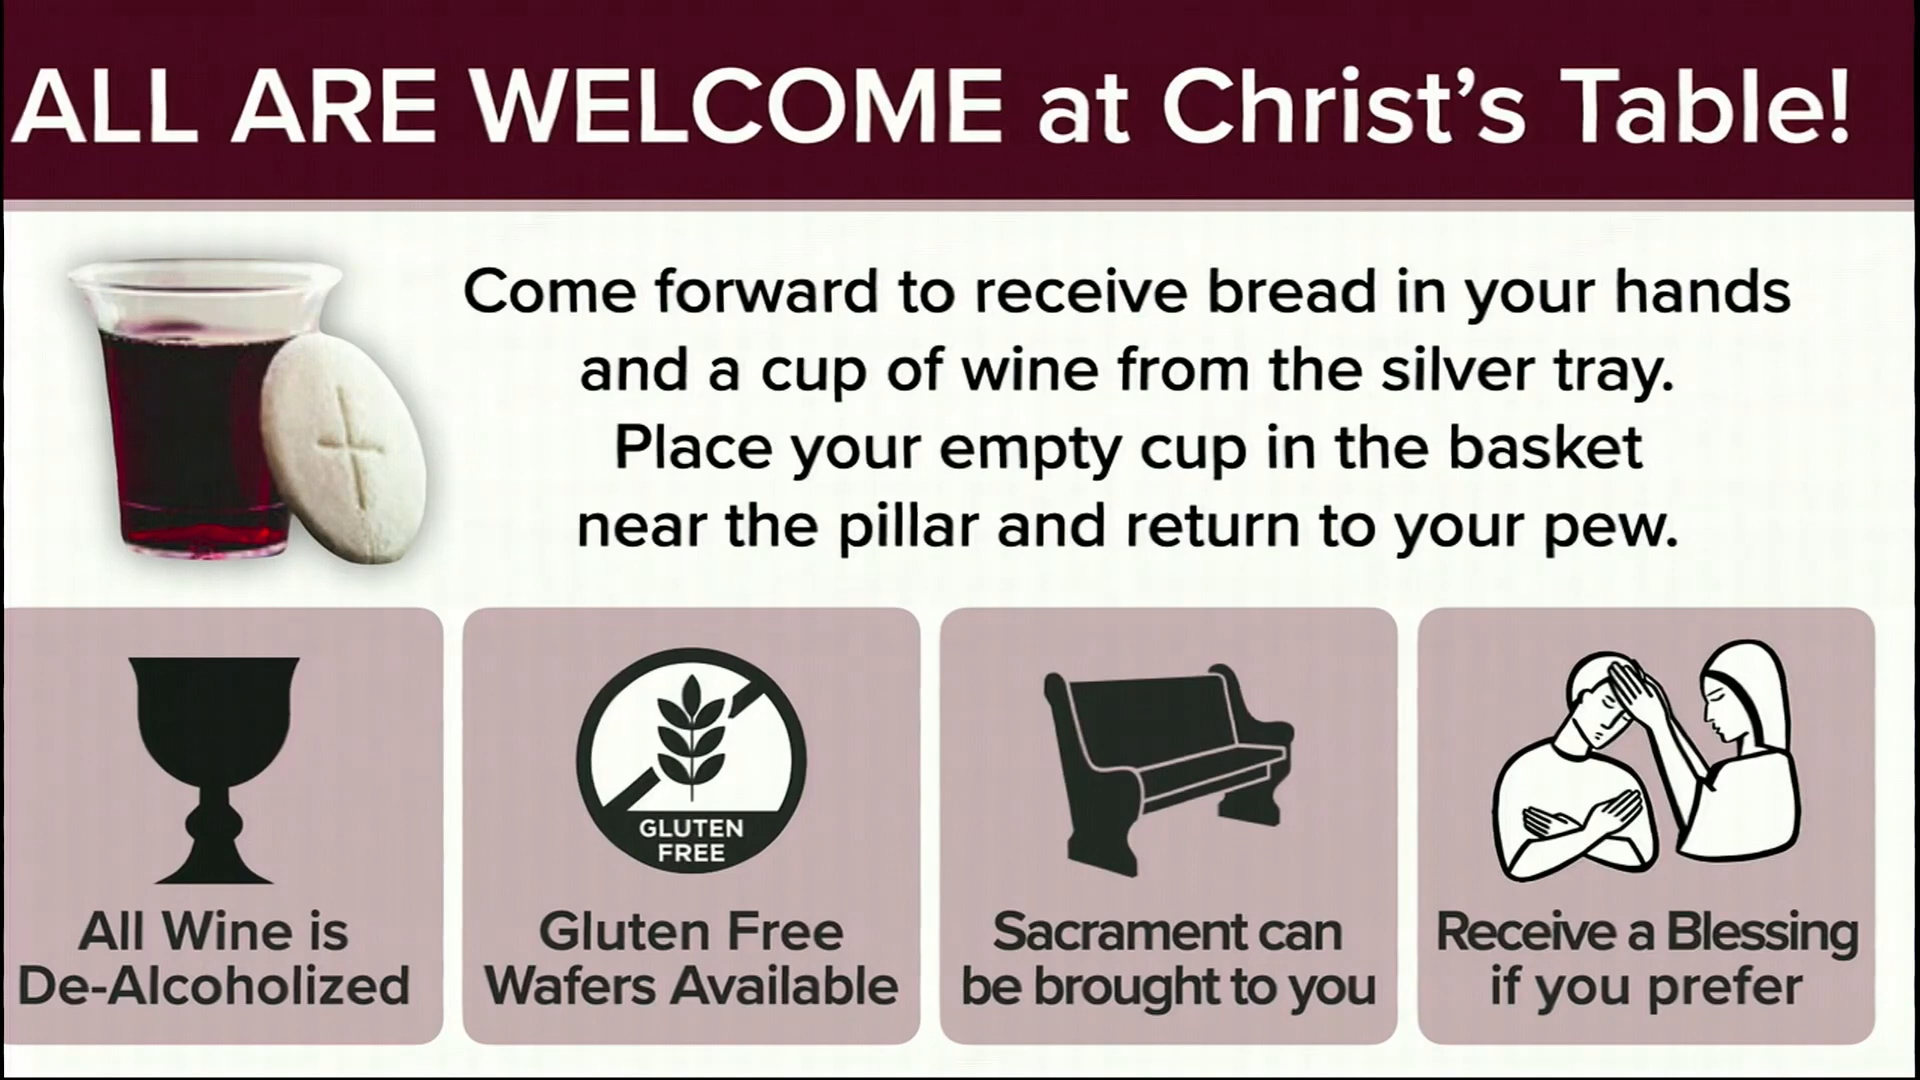 ALL ARE WELCOME at Christ's Table!
Come forward to receive bread in your hands
and a cup of wine from the silver tray.
Place your empty cup in the basket
near the pillar and return to your pew.
GLUTEN
FREE
All Wine is
De-Alcoholized
Gluten Free
Wafers Available
Sacrament can
be brought to you
Receive a Blessing
if you prefer